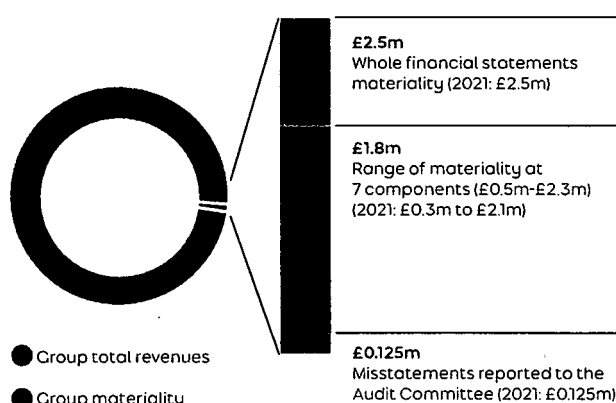 £2.5m
Whole financial statements
materiality (2021: £2.5m)
£1.8m
Range of materiality at
7 components (£0.5m-£2.3m)
(2021: £0.3m to £2.1m)
£0.125m
Misstatements reported to the
Audit Committee (2021: £0.125m)
Group total revenues
Group materiality